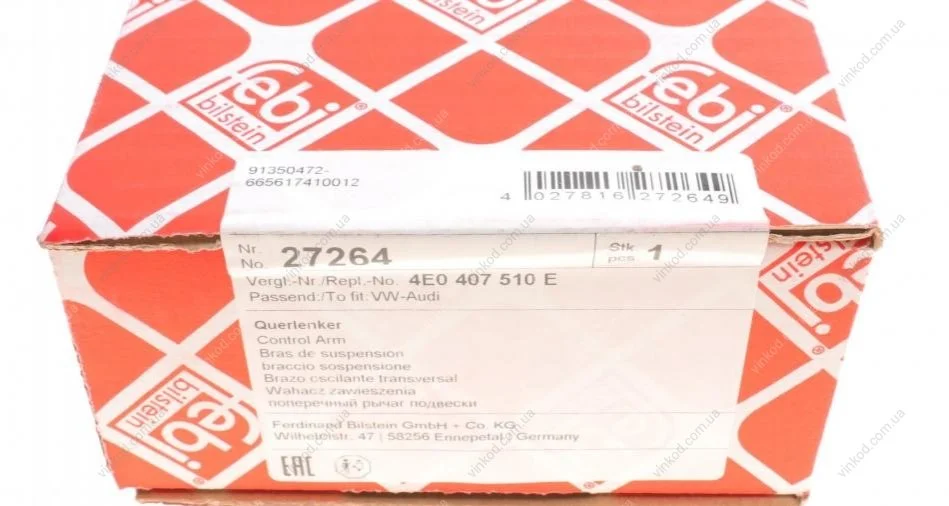 febi
bilstein
febi
bilstein
91350472-
665617410012
4 027816 272649
Nr.
No. 27264
Stk
pcs 1
Vergl.-Nr./Repl.-No. 4E0 407 510 E
Passend:/To fit: VW-Audi
Querlenker
Control Arm
Bras de suspension
braccio sospensione
Brazo oscilante transversal
Wahacz zawieszenia
поперечный рычаг подвески
Ferdinand Bilstein GmbH + Co. KG
Wilhelmstr. 47 | 58256 Ennepetal / Germany
EAC
febi
bilstein
febi
bilstein
vinkod.com.ua